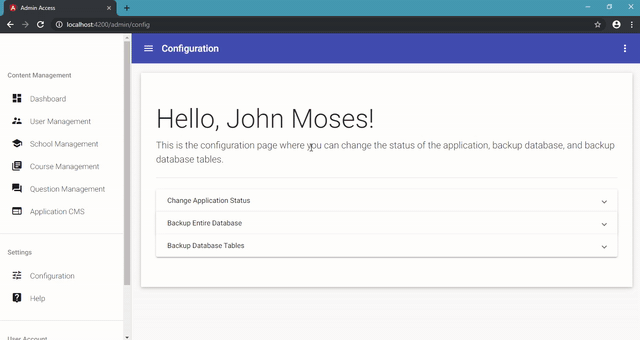 Admin Access
localhost:4200/admin/config
Content Management
Dashboard
User Management
School Management
Course Management
Question Management
Application CMS
Settings
Configuration
Help
User Account
Configuration
Hello, John Moses!
This is the configuration page where you can change the status of the application, backup database, and backup
database tables.
Change Application Status
Backup Entire Database
Backup Database Tables